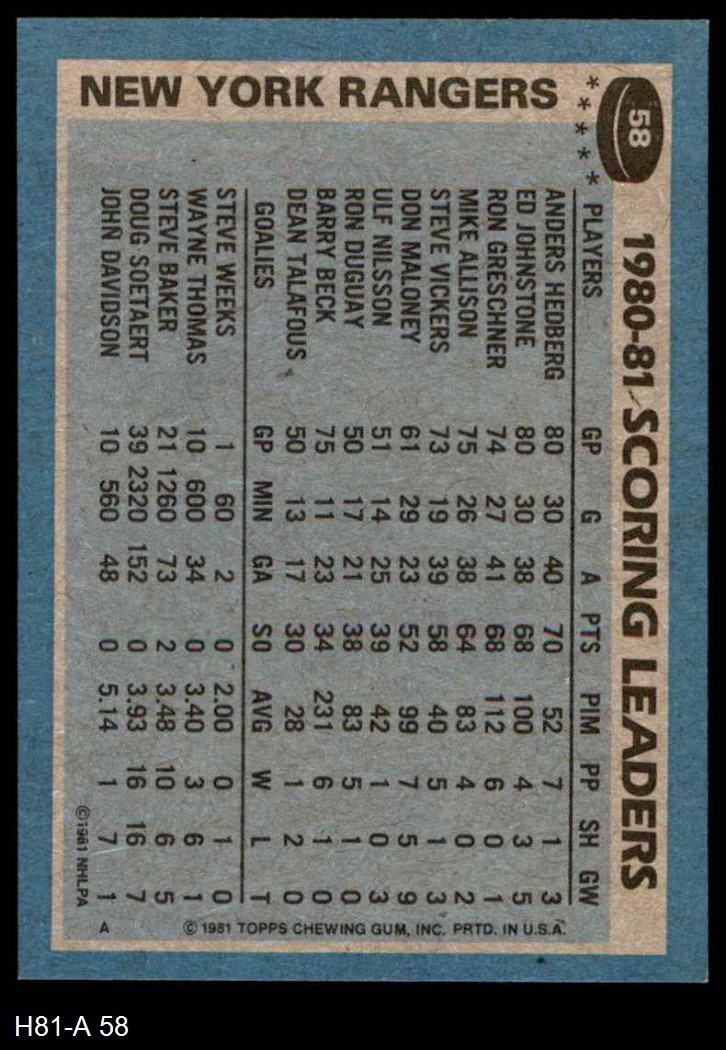 58
1980-81 SCORING LEADERS
NEW YORK RANGERS
PLAYERS GP G A PTS PIM PP SH GW
ANDERS HEDBERG 80 30 40 70 52 7 1 3
ED JOHNSTONE 80 30 38 68 100 4 3 5
RON GRESCHNER 74 27 41 68 112 6 0 1
MIKE ALLISON 75 26 38 64 83 4 0 2
STEVE VICKERS 73 19 39 58 40 5 1 3
DON MALONEY 61 29 23 52 99 7 5 9
ULF NILSSON 51 14 25 39 42 1 0 3
RON DUGUAY 50 17 21 38 83 5 1 0
BARRY BECK 75 11 23 34 231 6 1 0
DEAN TALAFOUS 50 13 17 30 28 1 2 0
GOALIES GP MIN GA SO AVG W L T
STEVE WEEKS 1 60 2 0 2.00 0 1 0
WAYNE THOMAS 10 600 34 0 3.40 3 6 1
STEVE BAKER 21 1260 73 2 3.48 10 6 5
DOUG SOETAERT 39 2320 152 0 3.93 16 16 7
JOHN DAVIDSON 10 560 48 0 5.14 1 7 1
© 1981 NHLPA
© 1981 TOPPS CHEWING GUM, INC. PRTD. IN U.S.A.
A
H81-A 58